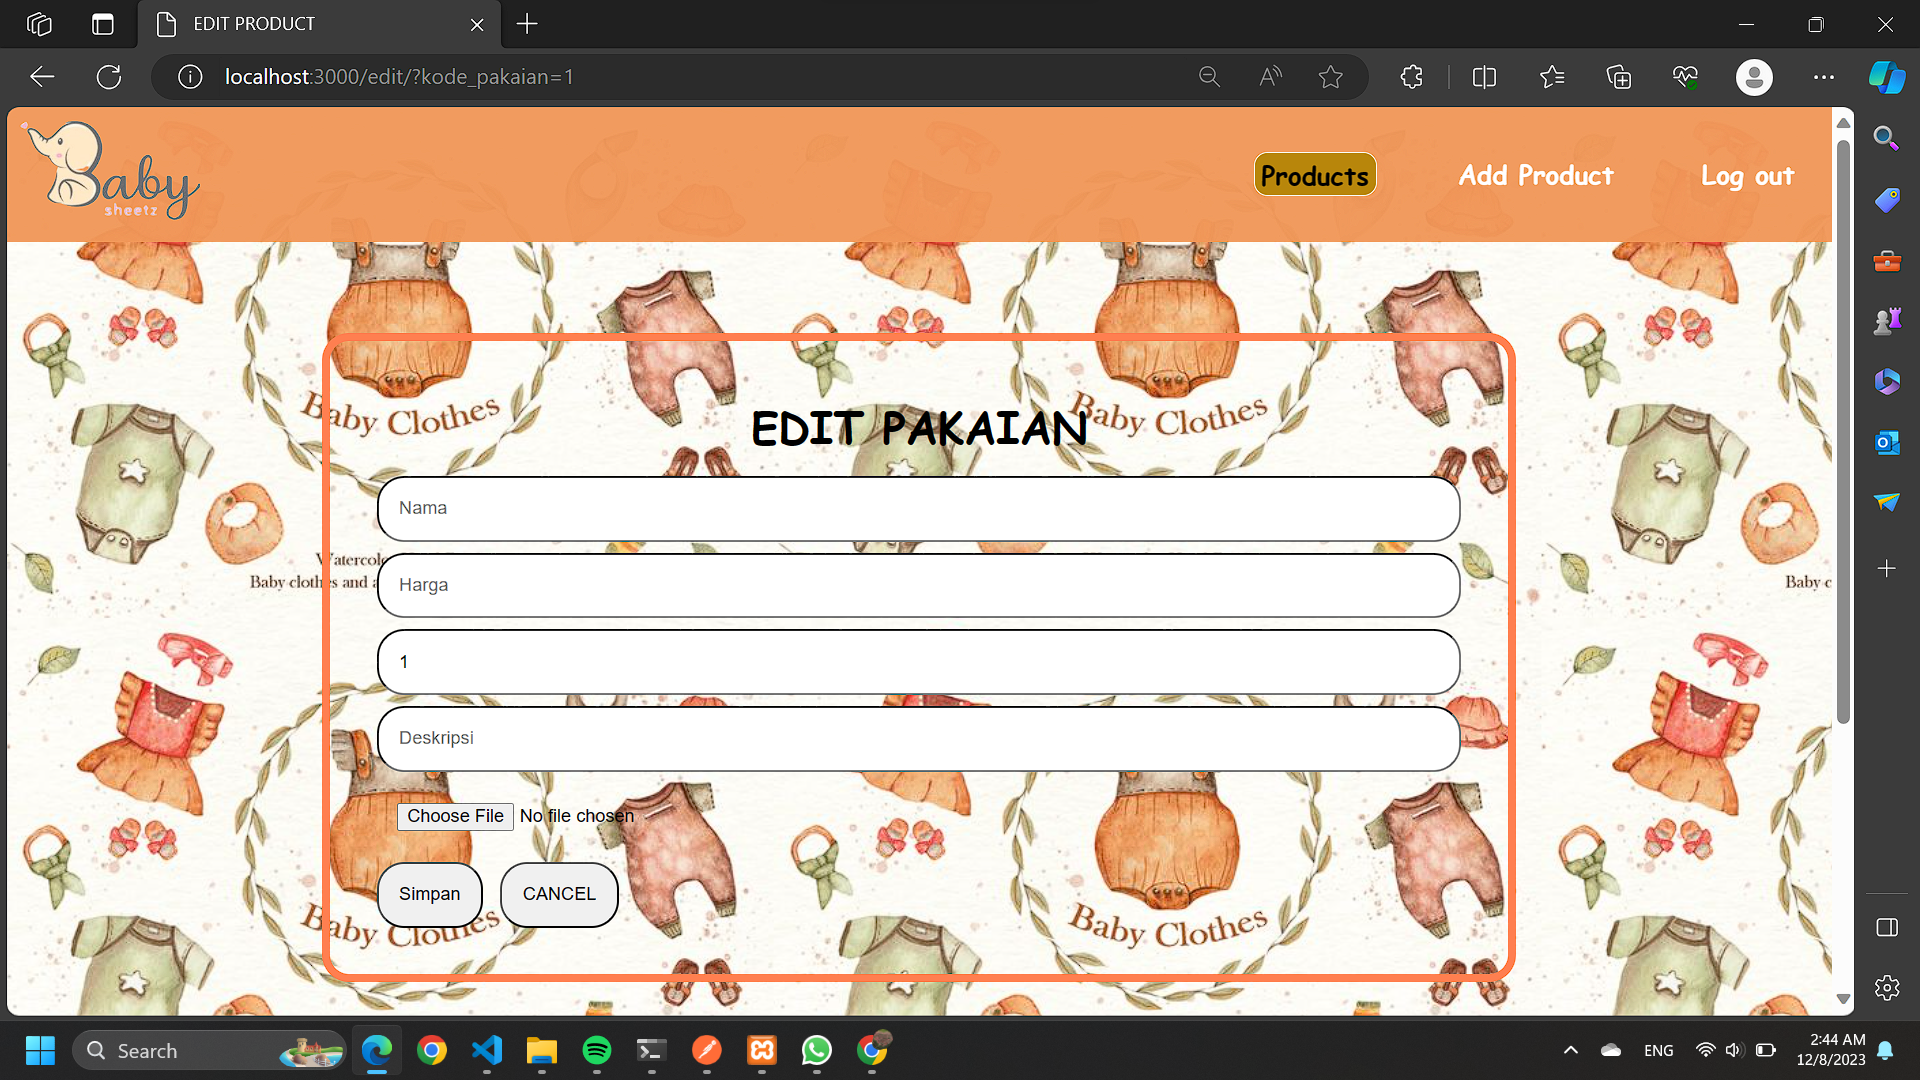 EDIT PRODUCT
localhost:3000/edit/?kode_pakaian=1
Baby
sheetz
Products
Add Product
Log out
Baby Clothes
Baby Clothes
EDIT PAKAIAN
Nama
Watercolo
Baby clothes and a
Baby c
Harga
1
Deskripsi
Choose File No file chosen
Simpan
CANCEL
Baby Clothes
Baby Clothes
Search
ENG
2:44 AM
12/8/2023